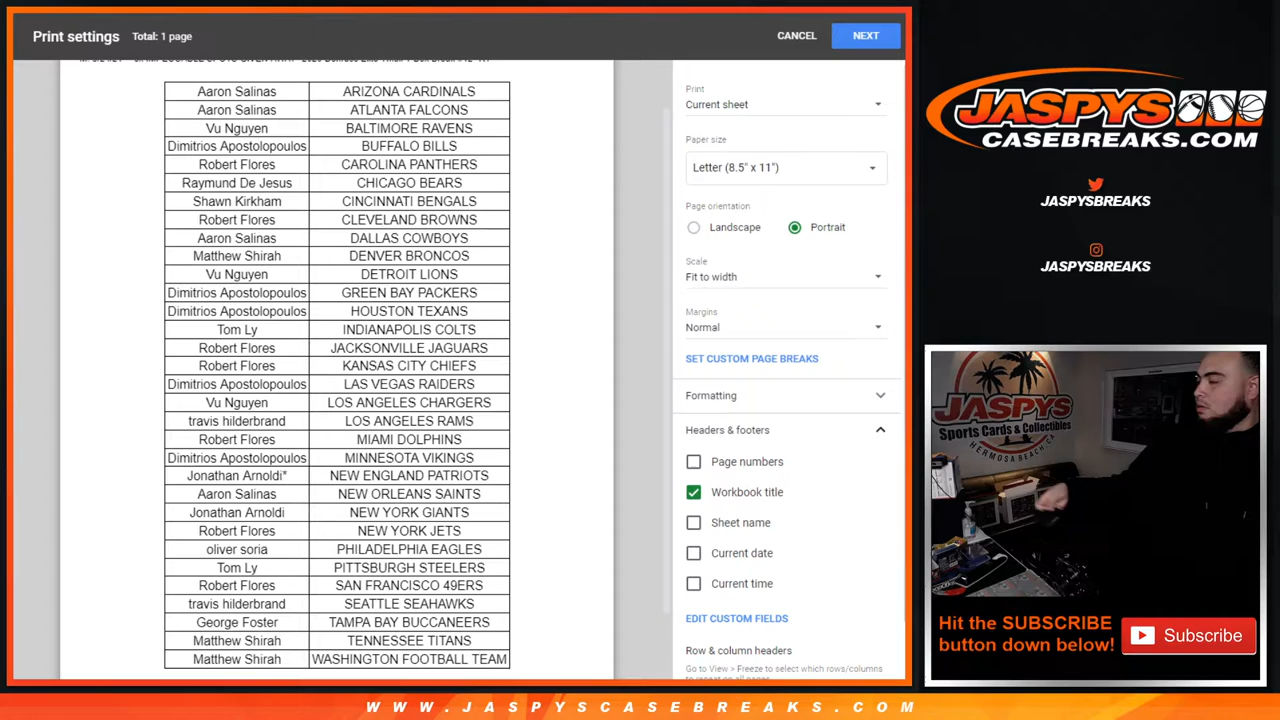 Print settings Total: 1 page CANCEL NEXT
Aaron Salinas ARIZONA CARDINALS
Aaron Salinas ATLANTA FALCONS
Vu Nguyen BALTIMORE RAVENS
Dimitrios Apostolopoulos BUFFALO BILLS
Robert Flores CAROLINA PANTHERS
Raymund De Jesus CHICAGO BEARS
Shawn Kirkham CINCINNATI BENGALS
Robert Flores CLEVELAND BROWNS
Aaron Salinas DALLAS COWBOYS
Matthew Shirah DENVER BRONCOS
Vu Nguyen DETROIT LIONS
Dimitrios Apostolopoulos GREEN BAY PACKERS
Dimitrios Apostolopoulos HOUSTON TEXANS
Tom Ly INDIANAPOLIS COLTS
Robert Flores JACKSONVILLE JAGUARS
Robert Flores KANSAS CITY CHIEFS
Dimitrios Apostolopoulos LAS VEGAS RAIDERS
Vu Nguyen LOS ANGELES CHARGERS
travis hilderbrand LOS ANGELES RAMS
Robert Flores MIAMI DOLPHINS
Dimitrios Apostolopoulos MINNESOTA VIKINGS
Jonathan Arnoldi* NEW ENGLAND PATRIOTS
Aaron Salinas NEW ORLEANS SAINTS
Jonathan Arnoldi NEW YORK GIANTS
Robert Flores NEW YORK JETS
oliver soria PHILADELPHIA EAGLES
Tom Ly PITTSBURGH STEELERS
Robert Flores SAN FRANCISCO 49ERS
travis hilderbrand SEATTLE SEAHAWKS
George Foster TAMPA BAY BUCCANEERS
Matthew Shirah TENNESSEE TITANS
Matthew Shirah WASHINGTON FOOTBALL TEAM
Print
Current sheet
Paper size
Letter (8.5" x 11")
Page orientation
Landscape Portrait
Scale
Fit to width
Margins
Normal
SET CUSTOM PAGE BREAKS
Formatting
Headers & footers
Page numbers
Workbook title
Sheet name
Current date
Current time
EDIT CUSTOM FIELDS
Row & column headers
Go to View > Freeze to select which rows/columns
JASPYS
CASEBREAKS.COM
JASPYSBREAKS
JASPYSBREAKS
JASPYS
Sports Cards & Collectibles
HERMOSA BEACH, CA
Hit the SUBSCRIBE
button down below!
Subscribe
WWW.JASPYSCASEBREAKS.COM